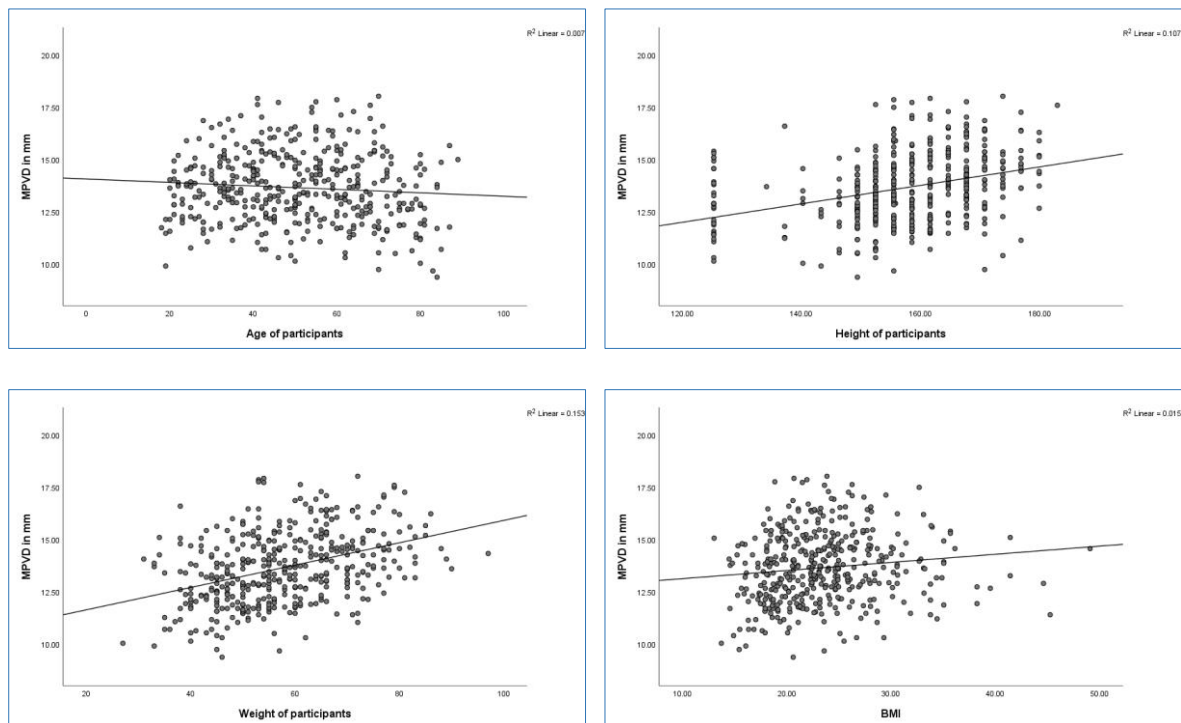 R² Linear = 0.007
20.00
17.50
15.00
12.50
10.00
MPVD in mm
0 20 40 60 80 100
Age of participants
R² Linear = 0.107
20.00
17.50
15.00
12.50
10.00
MPVD in mm
120.00 140.00 160.00 180.00
Height of participants
R² Linear = 0.153
20.00
17.50
15.00
12.50
10.00
MPVD in mm
20 40 60 80 100
Weight of participants
R² Linear = 0.015
20.00
17.50
15.00
12.50
10.00
MPVD in mm
10.00 20.00 30.00 40.00 50.00
BMI